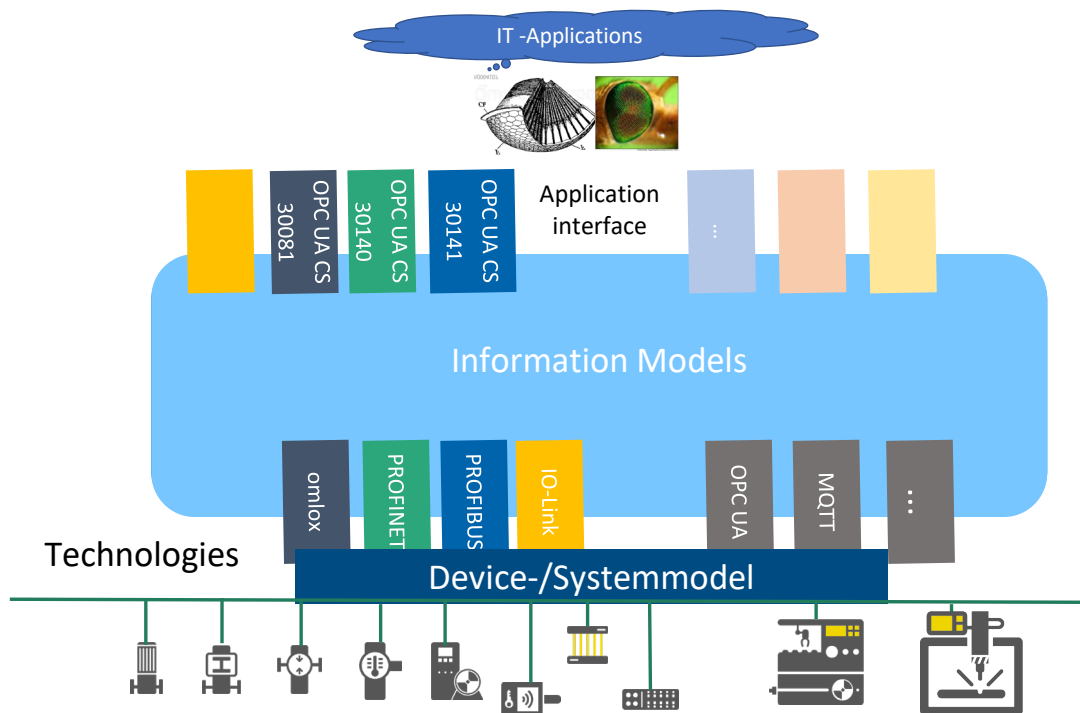 IT -Applications
CF
OPC UA CS
30081
OPC UA CS
30140
OPC UA CS
30141
Application
interface
...
Information Models
omlox
PROFINET
PROFIBUS
IO-Link
OPC UA
MQTT
...
Technologies
Device-/Systemmodel